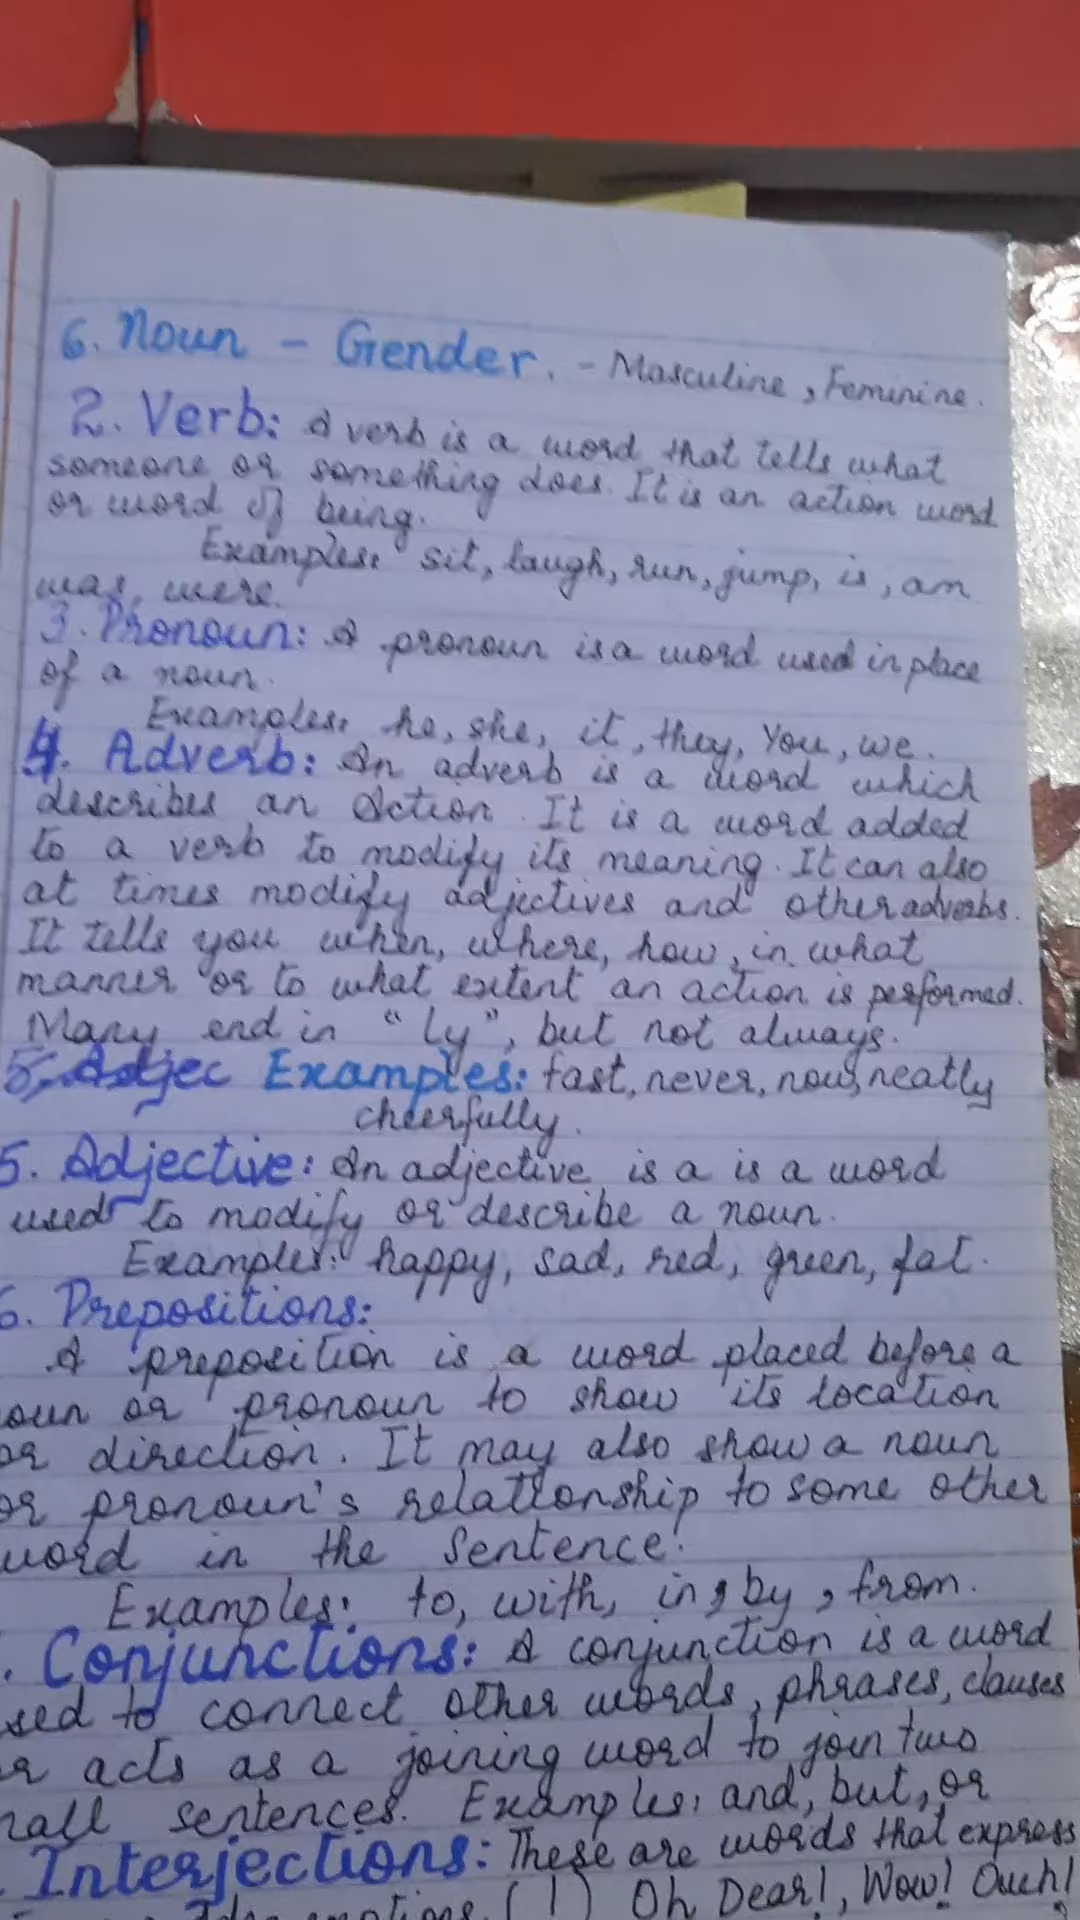 6. Noun - Gender. - Masculine, Feminine.
2. Verb: A verb is a word that tells what
someone or something does. It is an action word
or word of being.
Examples: sit, laugh, run, jump, is, am
was, were.
3. Pronoun: A pronoun is a word used in place
of a noun.
Examples: he, she, it, they, You, we.
4. Adverb: An adverb is a word which
describes an Action. It is a word added
to a verb to modify its meaning. It can also
at times modify adjectives and other adverbs.
It tells you when, where, how, in what
manner or to what extent an action is performed.
Many end in "ly", but not always.
5. Adjec Examples: fast, never, now, neatly
cheerfully.
5. Adjective: An adjective is a is a word
used to modify or describe a noun.
Examples: happy, sad, red, green, fat.
6. Prepositions:
A preposition is a word placed before a
oun or pronoun to show its location
or direction. It may also show a noun
or pronoun's relationship to some other
word in the Sentence.
Examples: to, with, in, by, from.
. Conjunctions: A conjunction is a word
sed to connect other words, phrases, clauses
or acts as a joining word to join two
mall sentences. Examples: and, but, or
. Interjections: These are words that express
emotions (!) Oh Dear!, Wow! Ouch!